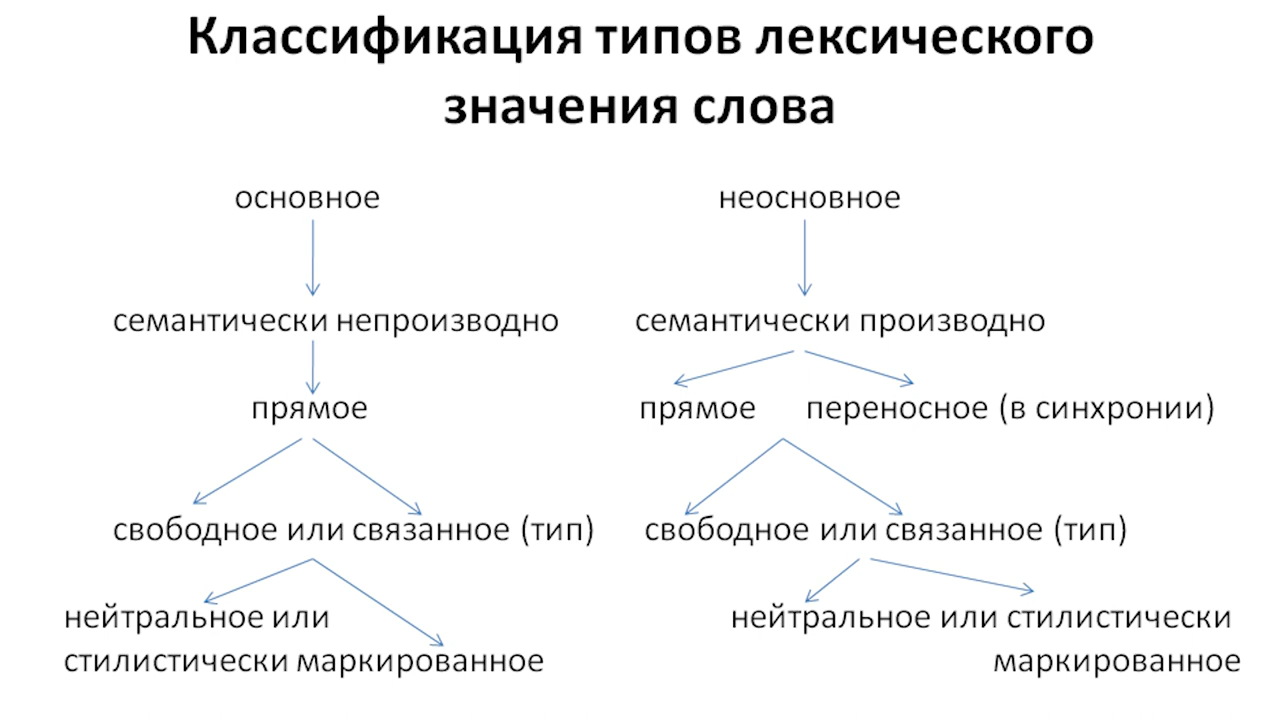 Классификация типов лексического
значения слова
основное неосновное
семантически непроизводно семантически производно
прямое прямое переносное (в синхронии)
свободное или связанное (тип) свободное или связанное (тип)
нейтральное или нейтральное или стилистически
стилистически маркированное маркированное